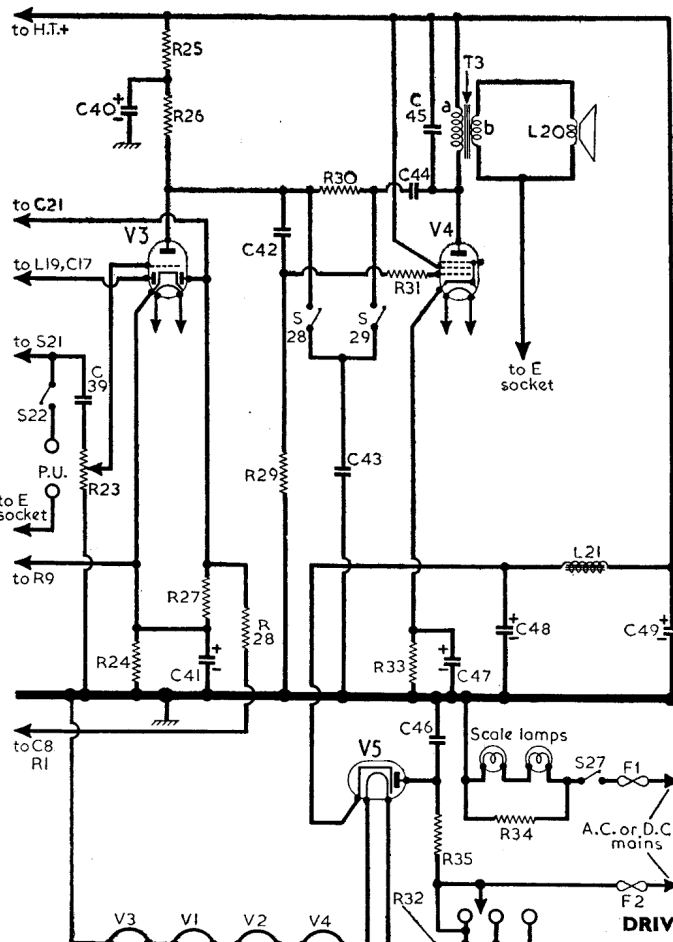 to H.T.+
R25
C40
+
-
R26
T3
C
45
a
b
L20
R30
C44
to C21
V3
C42
V4
to L19,C17
R31
S
28
S
29
to S21
C
39
S22
to E
socket
P.U.
R23
R29
C43
to E
socket
L21
to R9
R27
R
28
+
C48
-
C49
+
-
R24
+
C41
-
R33
+
-
C47
to C8
R1
C46
Scale lamps
V5
S27
F1
R34
A.C. or D.C
mains
R35
R32
F2
V3
V1
V2
V4
DRIV